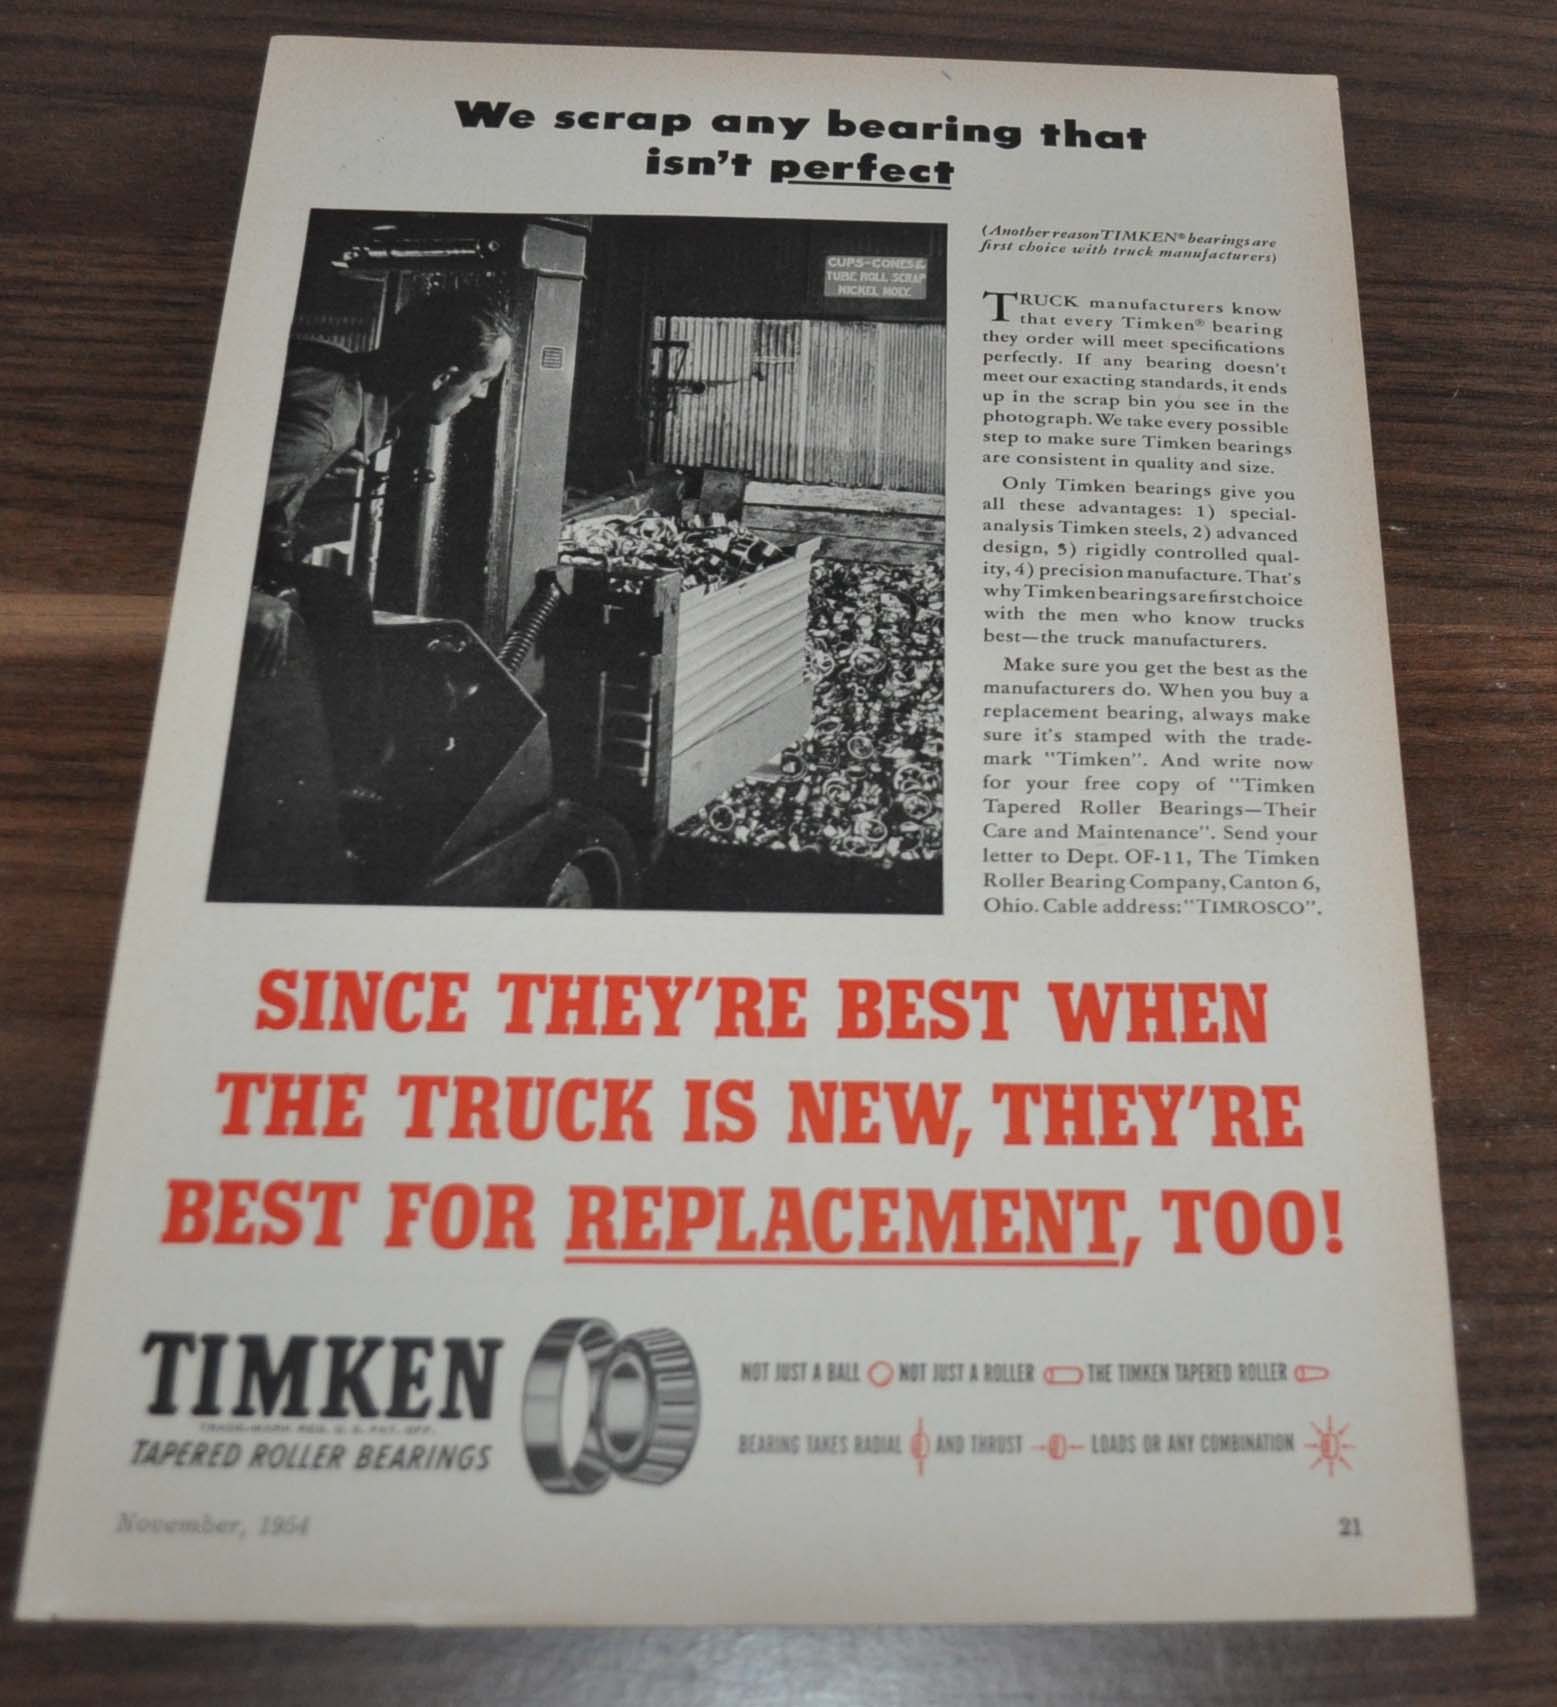 We scrap any bearing that
isn't perfect
CUPS-CONES &
TUBE ROLL SCRAP
NICKEL MOLY.
(Another reason TIMKEN® bearings are
first choice with truck manufacturers)
TRUCK manufacturers know
that every Timken® bearing
they order will meet specifications
perfectly. If any bearing doesn't
meet our exacting standards, it ends
up in the scrap bin you see in the
photograph. We take every possible
step to make sure Timken bearings
are consistent in quality and size.
Only Timken bearings give you
all these advantages: 1) special-
analysis Timken steels, 2) advanced
design, 3) rigidly controlled qual-
ity, 4) precision manufacture. That's
why Timken bearings are first choice
with the men who know trucks
best—the truck manufacturers.
Make sure you get the best as the
manufacturers do. When you buy a
replacement bearing, always make
sure it's stamped with the trade-
mark "Timken". And write now
for your free copy of "Timken
Tapered Roller Bearings—Their
Care and Maintenance". Send your
letter to Dept. OF-11, The Timken
Roller Bearing Company, Canton 6,
Ohio. Cable address: "TIMROSCO".
SINCE THEY'RE BEST WHEN
THE TRUCK IS NEW, THEY'RE
BEST FOR REPLACEMENT, TOO!
TIMKEN
TRADE-MARK REG. U. S. PAT. OFF.
TAPERED ROLLER BEARINGS
NOT JUST A BALL NOT JUST A ROLLER THE TIMKEN TAPERED ROLLER
BEARING TAKES RADIAL AND THRUST LOADS OR ANY COMBINATION
November, 1954
21